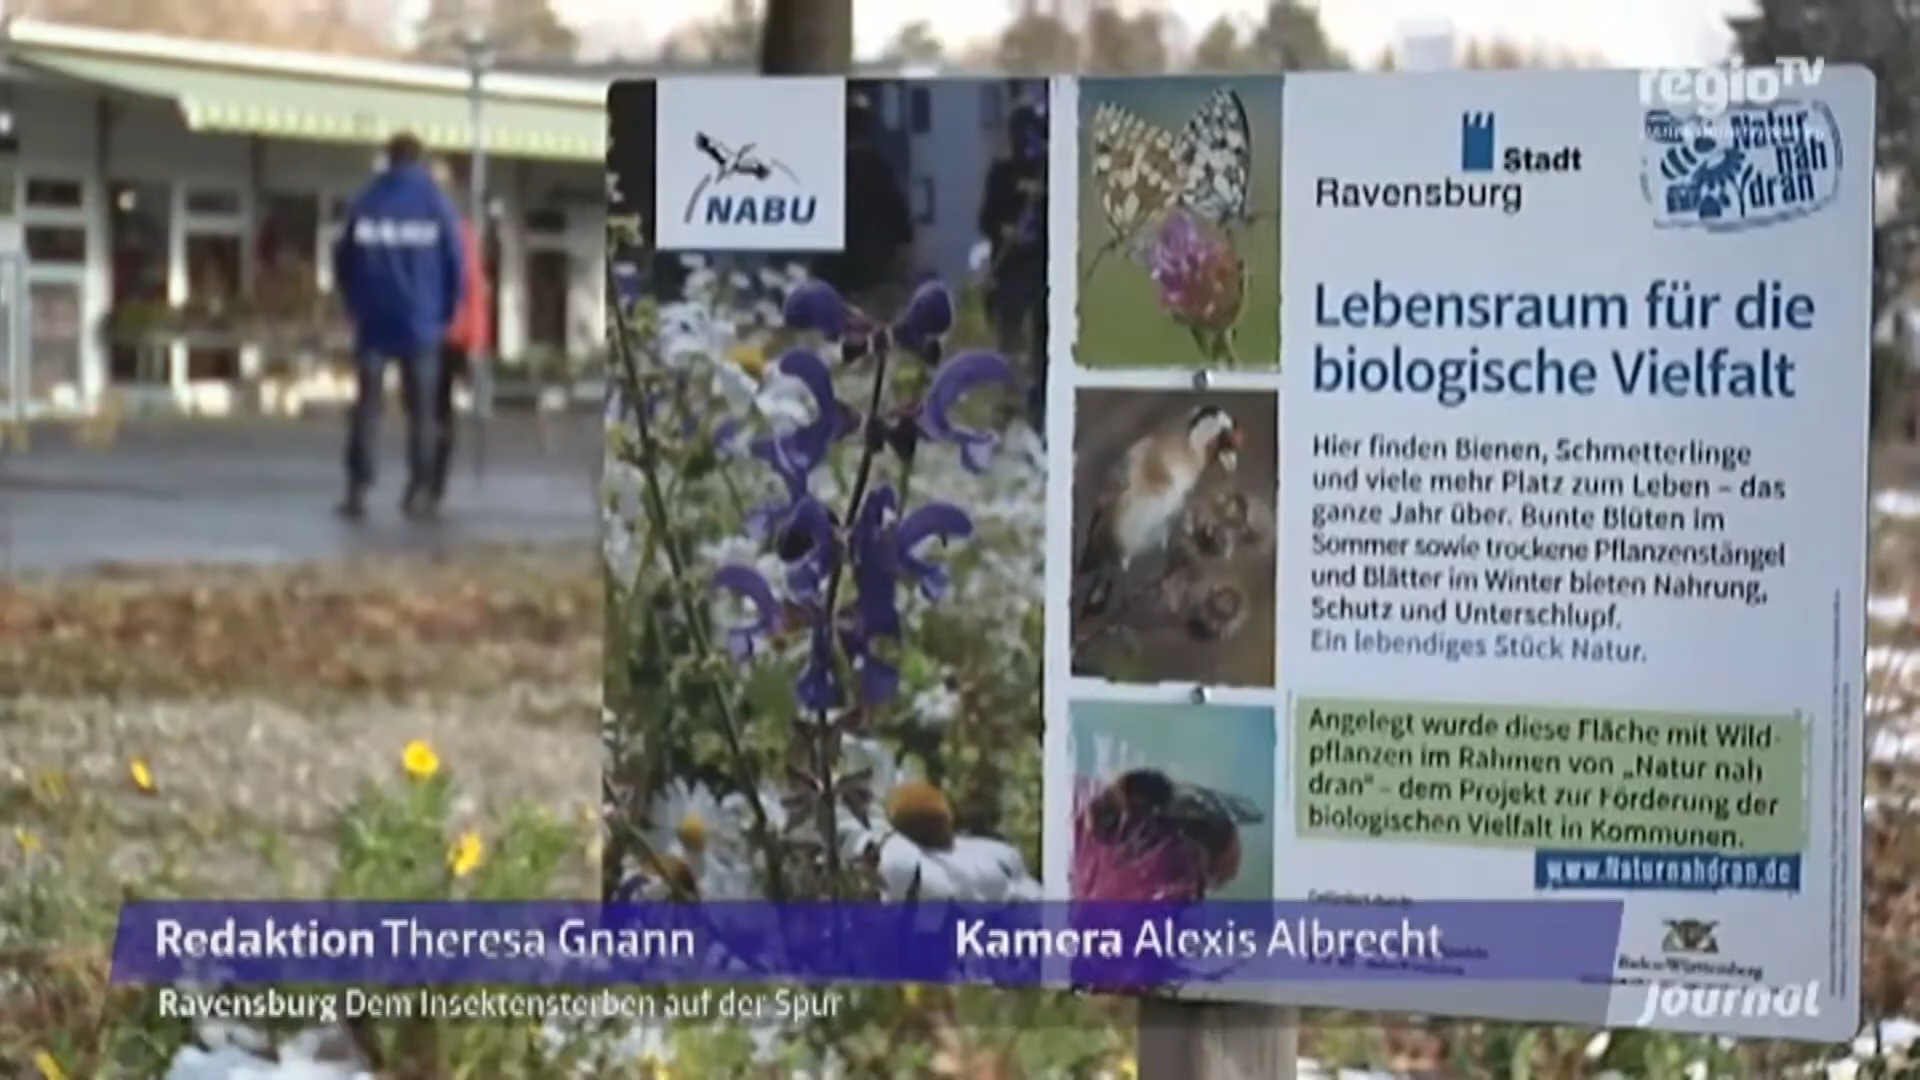 regioTV
NABU
Stadt
Ravensburg
Natur
nah
dran
Lebensraum für die
biologische Vielfalt
Hier finden Bienen, Schmetterlinge
und viele mehr Platz zum Leben – das
ganze Jahr über. Bunte Blüten im
Sommer sowie trockene Pflanzenstängel
und Blätter im Winter bieten Nahrung,
Schutz und Unterschlupf.
Ein lebendiges Stück Natur.
Angelegt wurde diese Fläche mit Wild-
pflanzen im Rahmen von „Natur nah
dran“ – dem Projekt zur Förderung der
biologischen Vielfalt in Kommunen.
www.Naturnahdran.de
Baden-Württemberg
Redaktion Theresa Gnann Kamera Alexis Albrecht
Ravensburg Dem Insektensterben auf der Spur
Journal